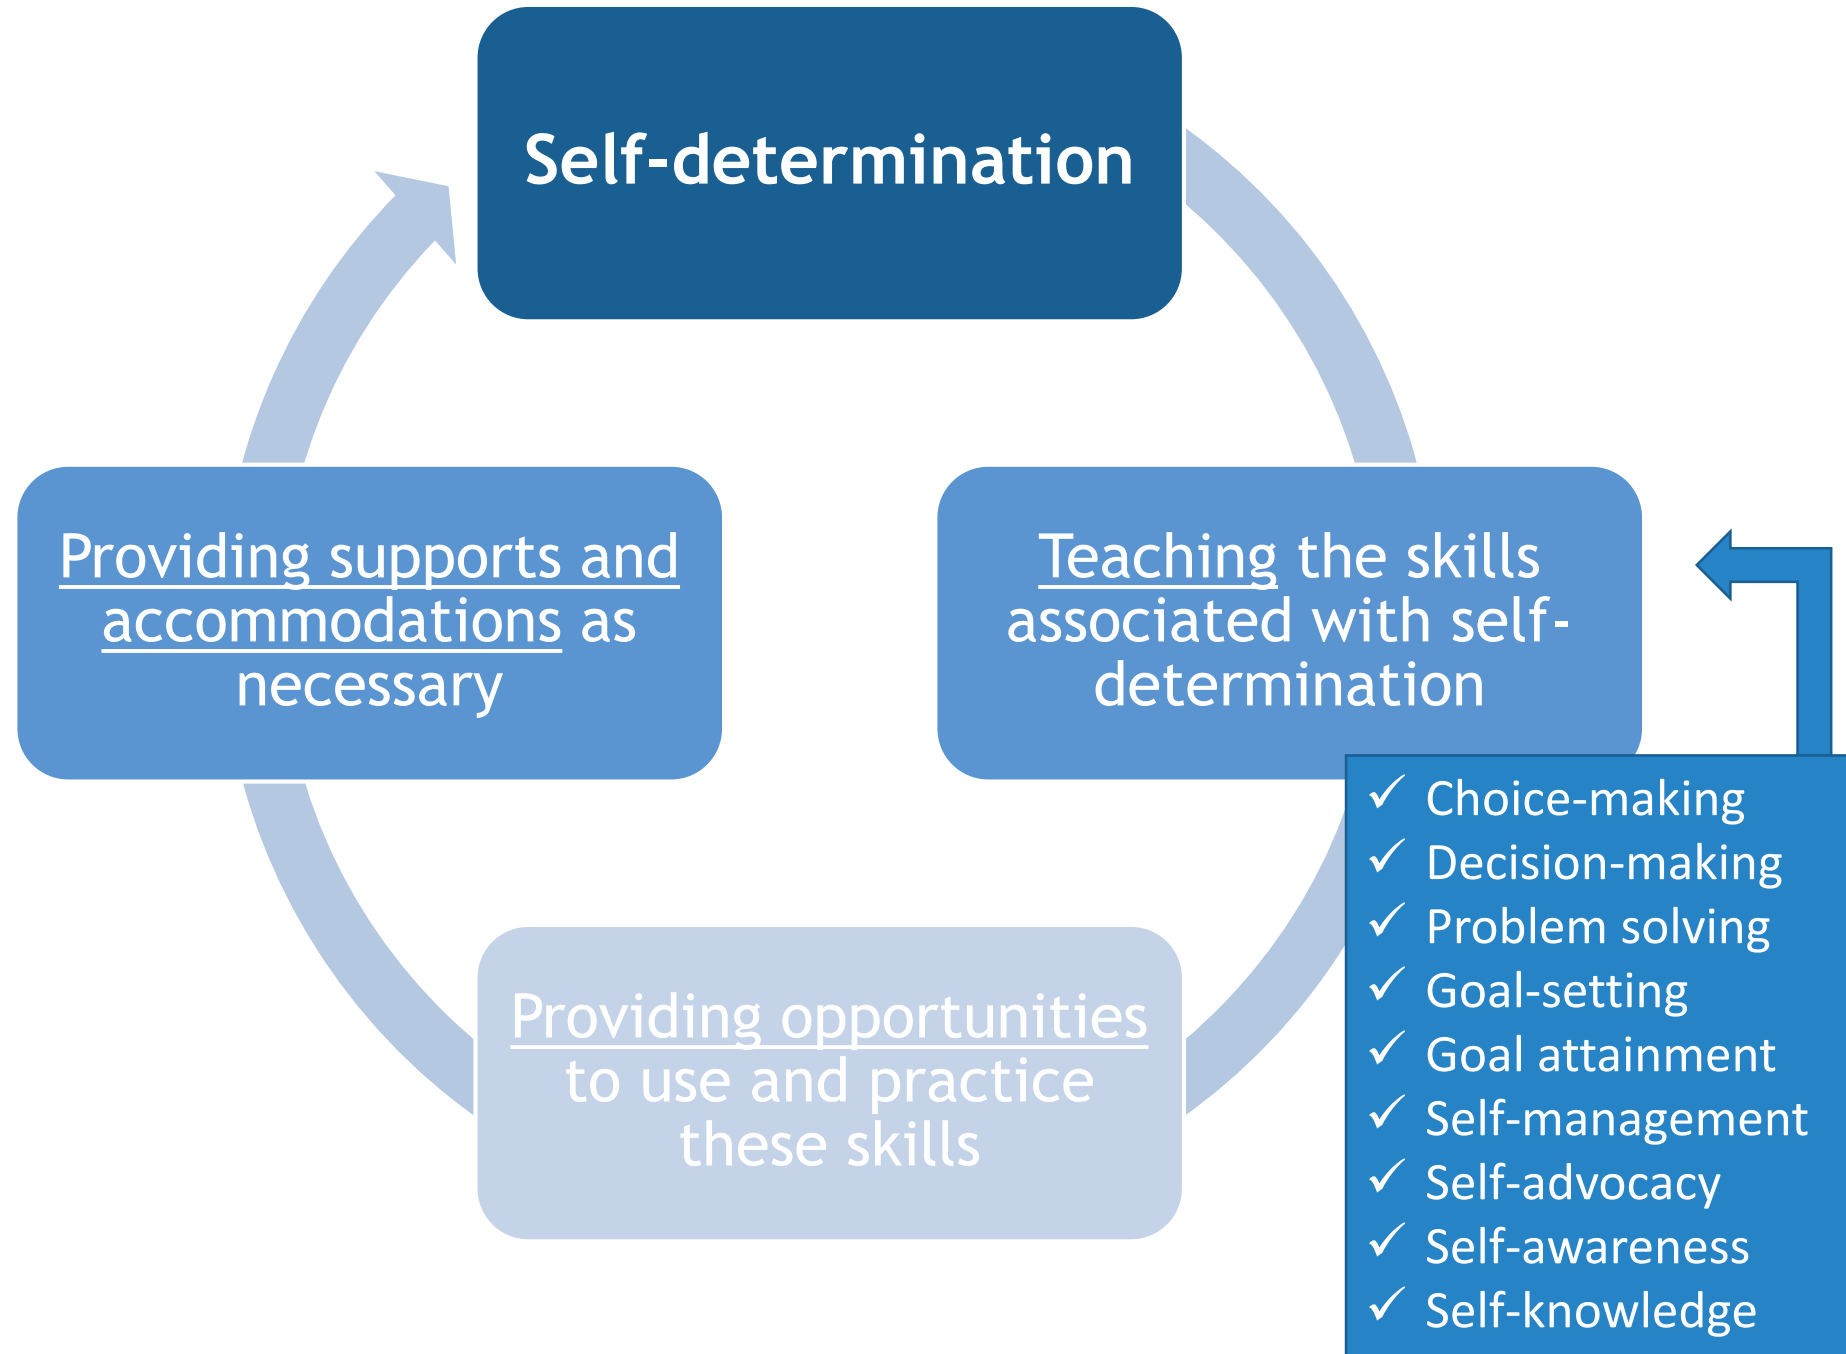 Self-determination
Providing supports and
accommodations as
necessary
Teaching the skills
associated with self-
determination
Providing opportunities
to use and practice
these skills
✓ Choice-making
✓ Decision-making
✓ Problem solving
✓ Goal-setting
✓ Goal attainment
✓ Self-management
✓ Self-advocacy
✓ Self-awareness
✓ Self-knowledge